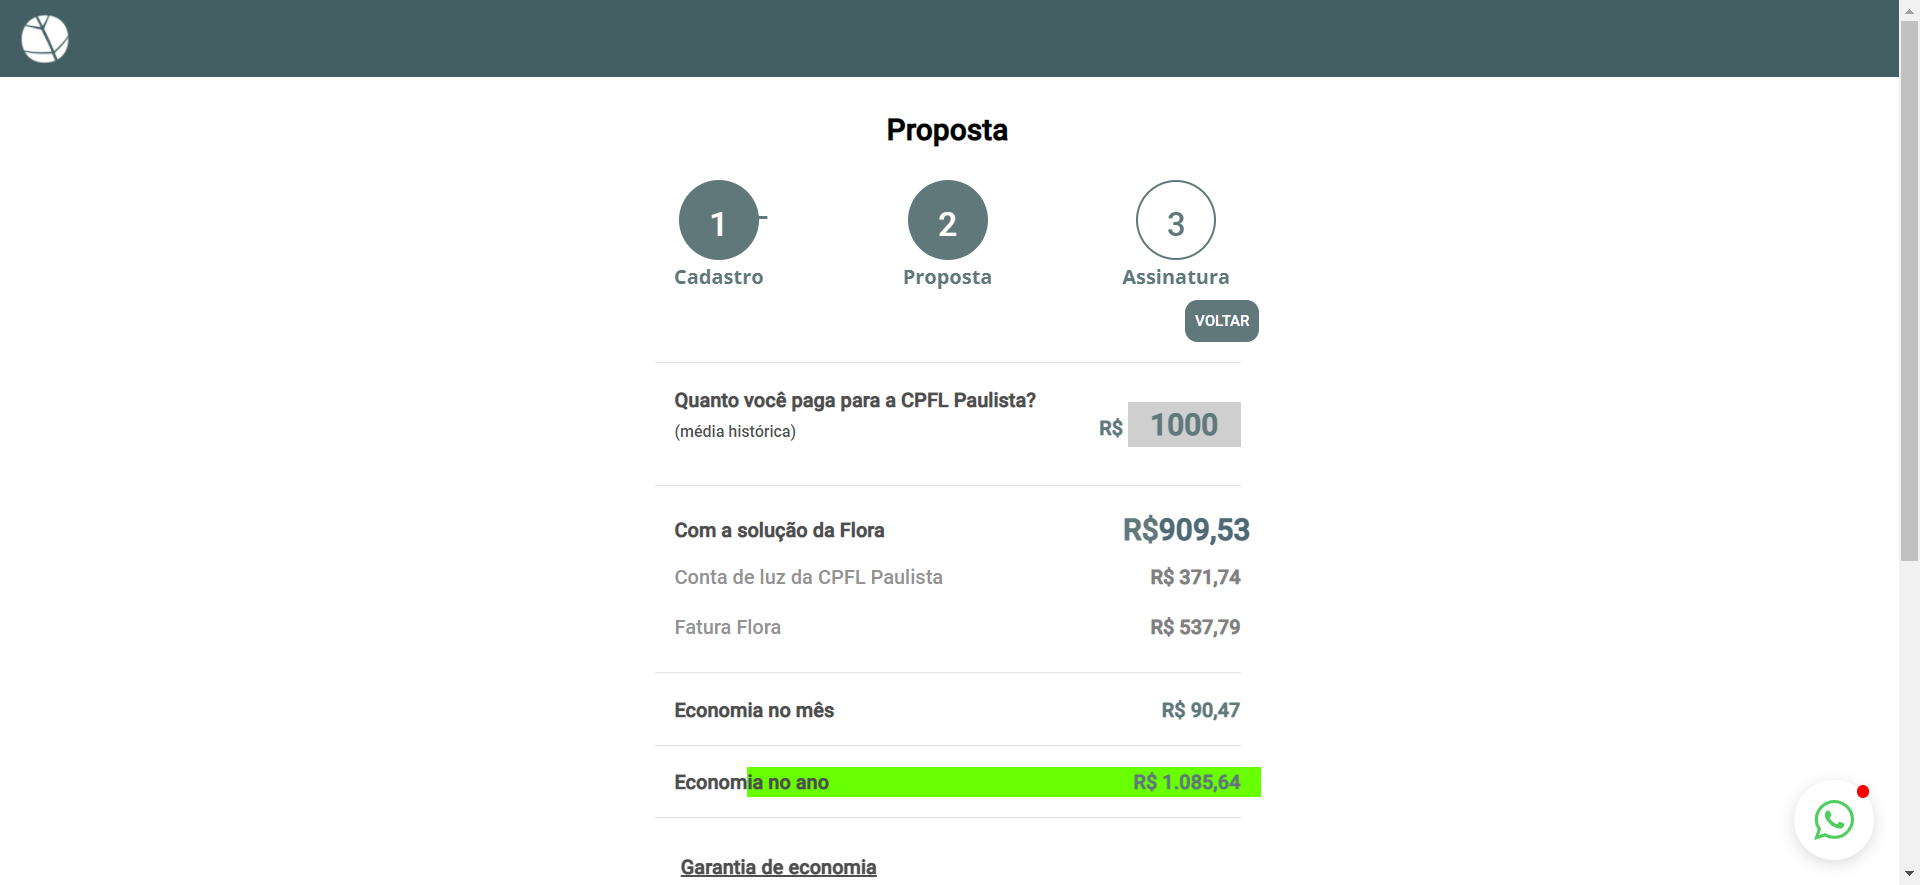 Proposta
1
2
3
Cadastro
Proposta
Assinatura
VOLTAR
Quanto você paga para a CPFL Paulista?
(média histórica)
R$ 1000
Com a solução da Flora R$909,53
Conta de luz da CPFL Paulista R$ 371,74
Fatura Flora R$ 537,79
Economia no mês R$ 90,47
Economia no ano R$ 1.085,64
Garantia de economia